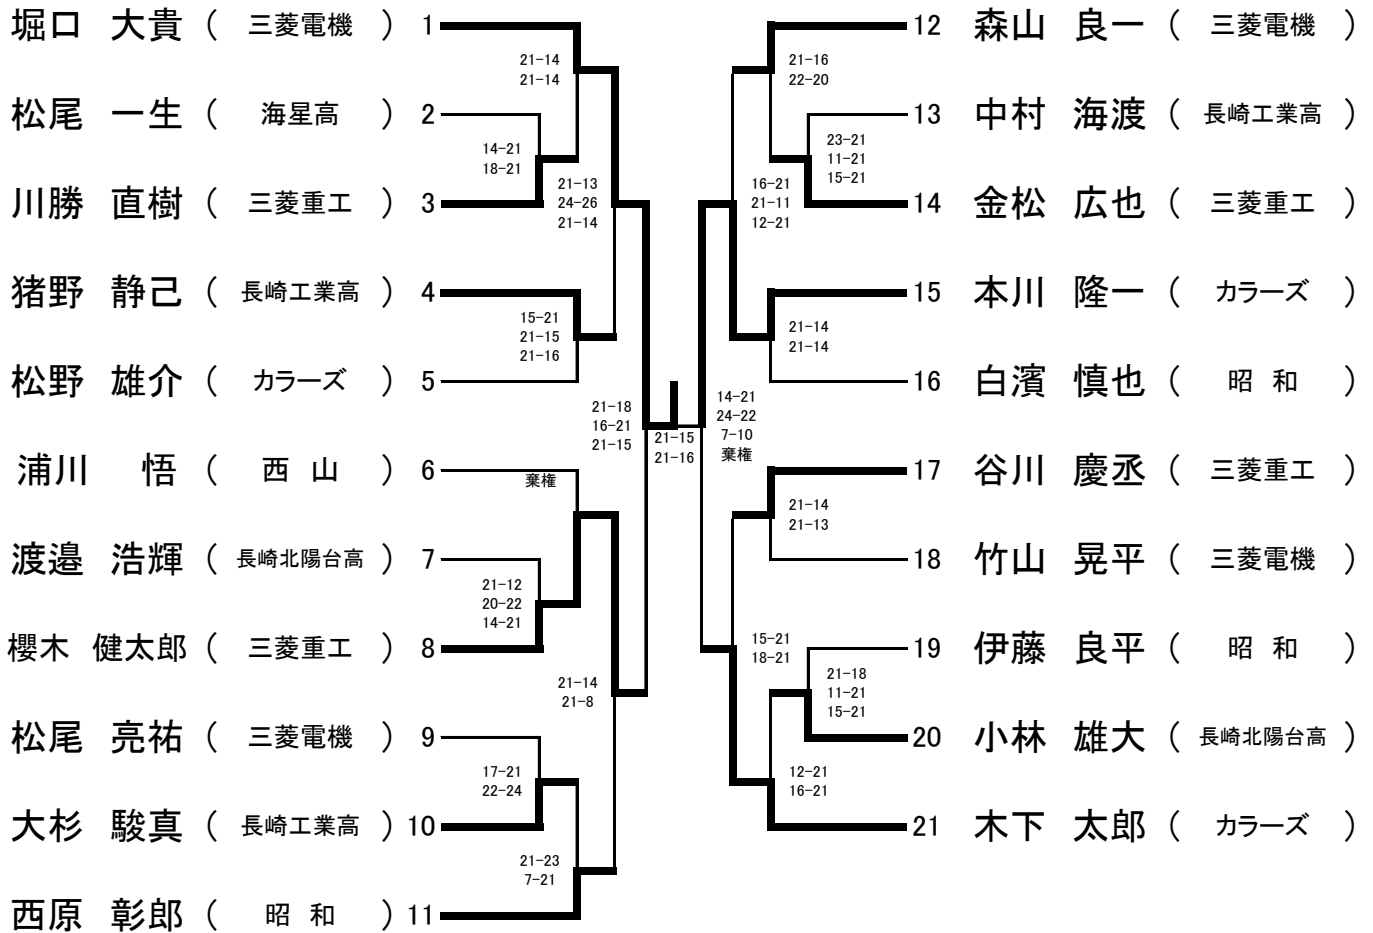 堀口 大貴 ( 三菱電機 ) 1
21-14
21-14
松尾 一生 ( 海星高 ) 2
14-21
18-21
川勝 直樹 ( 三菱重工 ) 3
21-13
24-26
21-14
猪野 静己 ( 長崎工業高 ) 4
15-21
21-15
21-16
松野 雄介 ( カラーズ ) 5
21-18
16-21
21-15
浦川 悟 ( 西 山 ) 6
棄権
渡邉 浩輝 ( 長崎北陽台高 ) 7
21-12
20-22
14-21
櫻木 健太郎 ( 三菱重工 ) 8
21-14
21-8
松尾 亮祐 ( 三菱電機 ) 9
17-21
22-24
大杉 駿真 ( 長崎工業高 ) 10
21-23
7-21
西原 彰郎 ( 昭 和 ) 11
21-15
21-16
12 森山 良一 ( 三菱電機 )
21-16
22-20
13 中村 海渡 ( 長崎工業高 )
23-21
11-21
15-21
14 金松 広也 ( 三菱重工 )
16-21
21-11
12-21
15 本川 隆一 ( カラーズ )
21-14
21-14
16 白濱 慎也 ( 昭 和 )
14-21
24-22
7-10
棄権
17 谷川 慶丞 ( 三菱重工 )
21-14
21-13
18 竹山 晃平 ( 三菱電機 )
15-21
18-21
19 伊藤 良平 ( 昭 和 )
21-18
11-21
15-21
20 小林 雄大 ( 長崎北陽台高 )
12-21
16-21
21 木下 太郎 ( カラーズ )